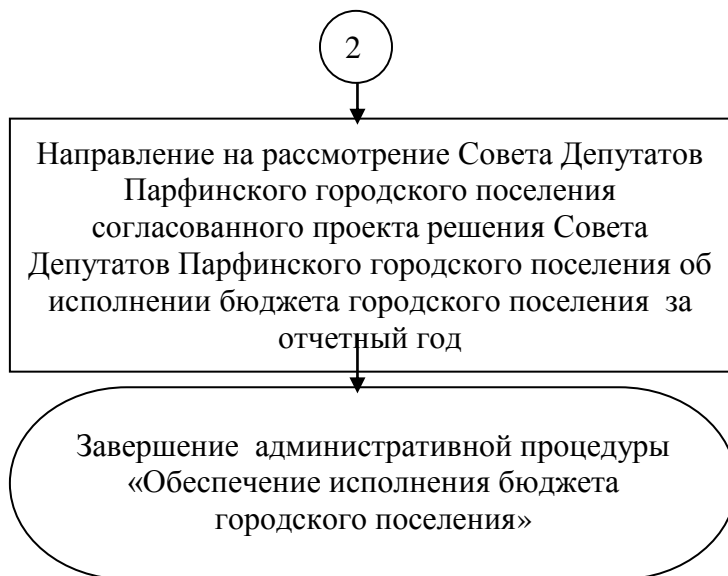 2
Направление на рассмотрение Совета Депутатов
Парфинского городского поселения
согласованного проекта решения Совета
Депутатов Парфинского городского поселения об
исполнении бюджета городского поселения за
отчетный год
Завершение административной процедуры
«Обеспечение исполнения бюджета
городского поселения»